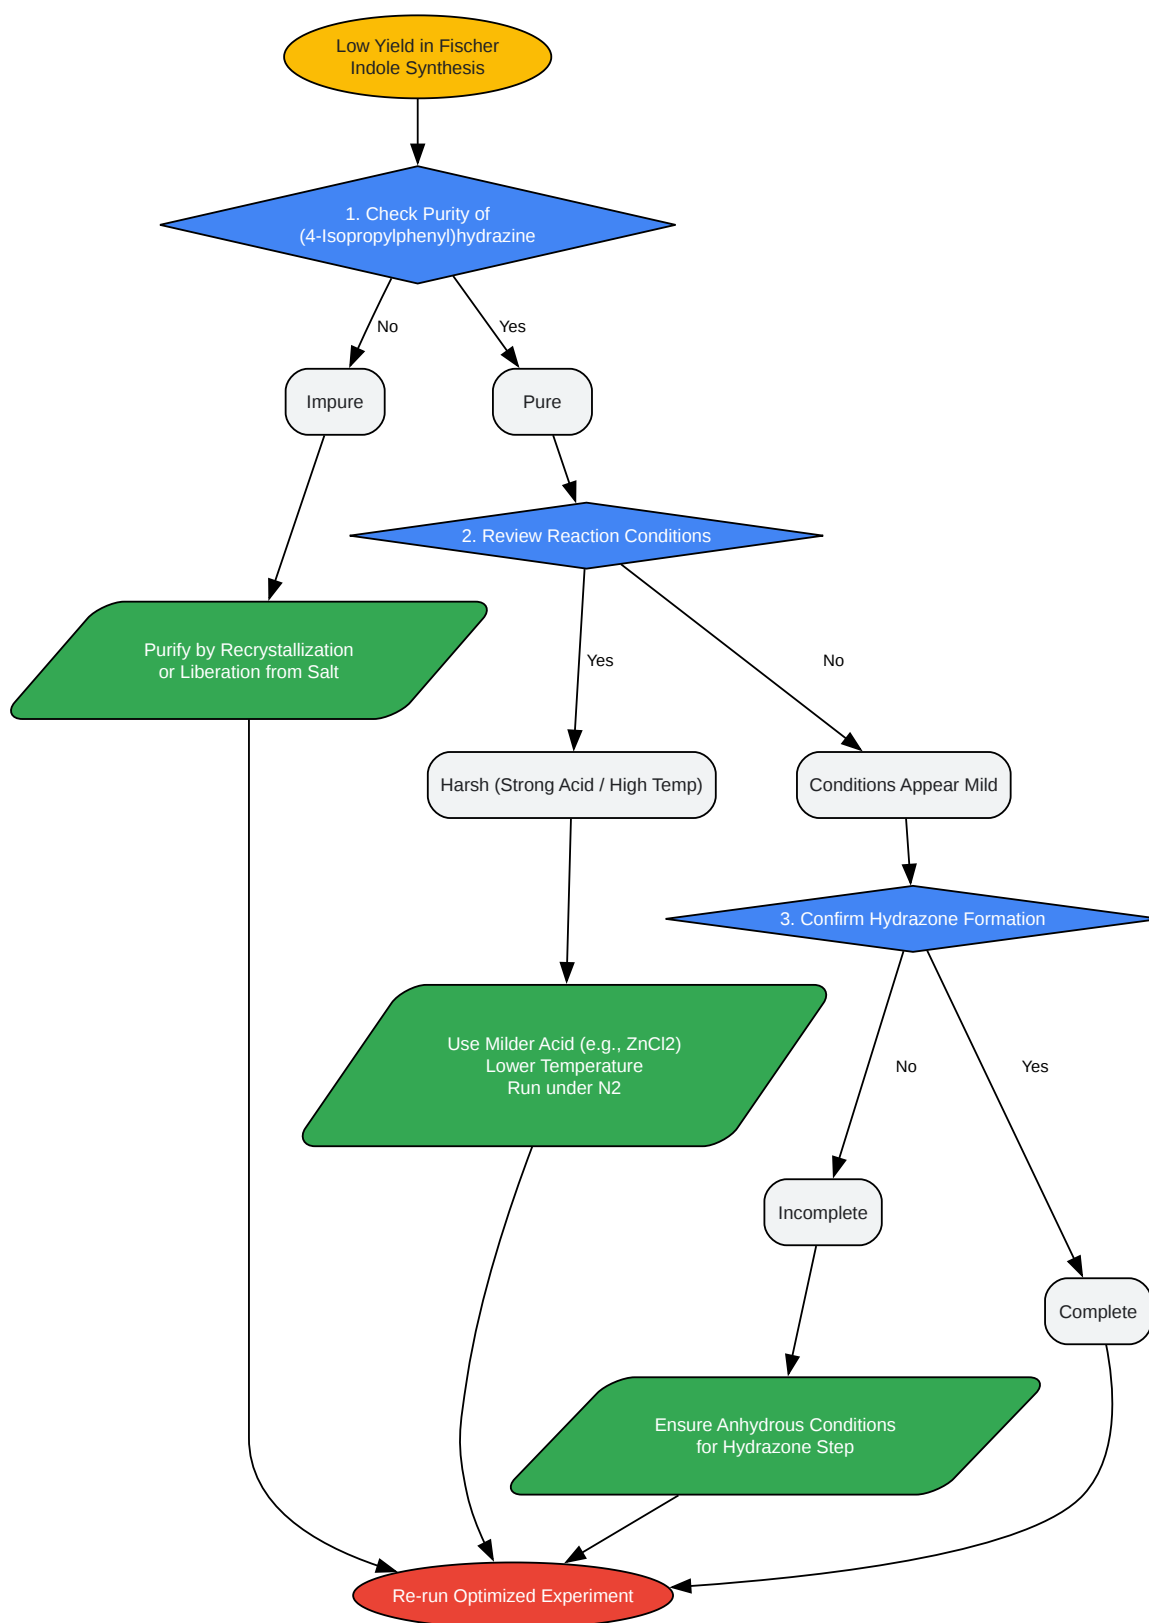 Low Yield in Fischer
Indole Synthesis
1. Check Purity of
(4-Isopropylphenyl)hydrazine
No
Yes
Impure
Pure
2. Review Reaction Conditions
Purify by Recrystallization
or Liberation from Salt
Yes
No
Harsh (Strong Acid / High Temp)
Conditions Appear Mild
3. Confirm Hydrazone Formation
Use Milder Acid (e.g., ZnCl2)
Lower Temperature
Run under N2
No
Yes
Incomplete
Complete
Ensure Anhydrous Conditions
for Hydrazone Step
Re-run Optimized Experiment